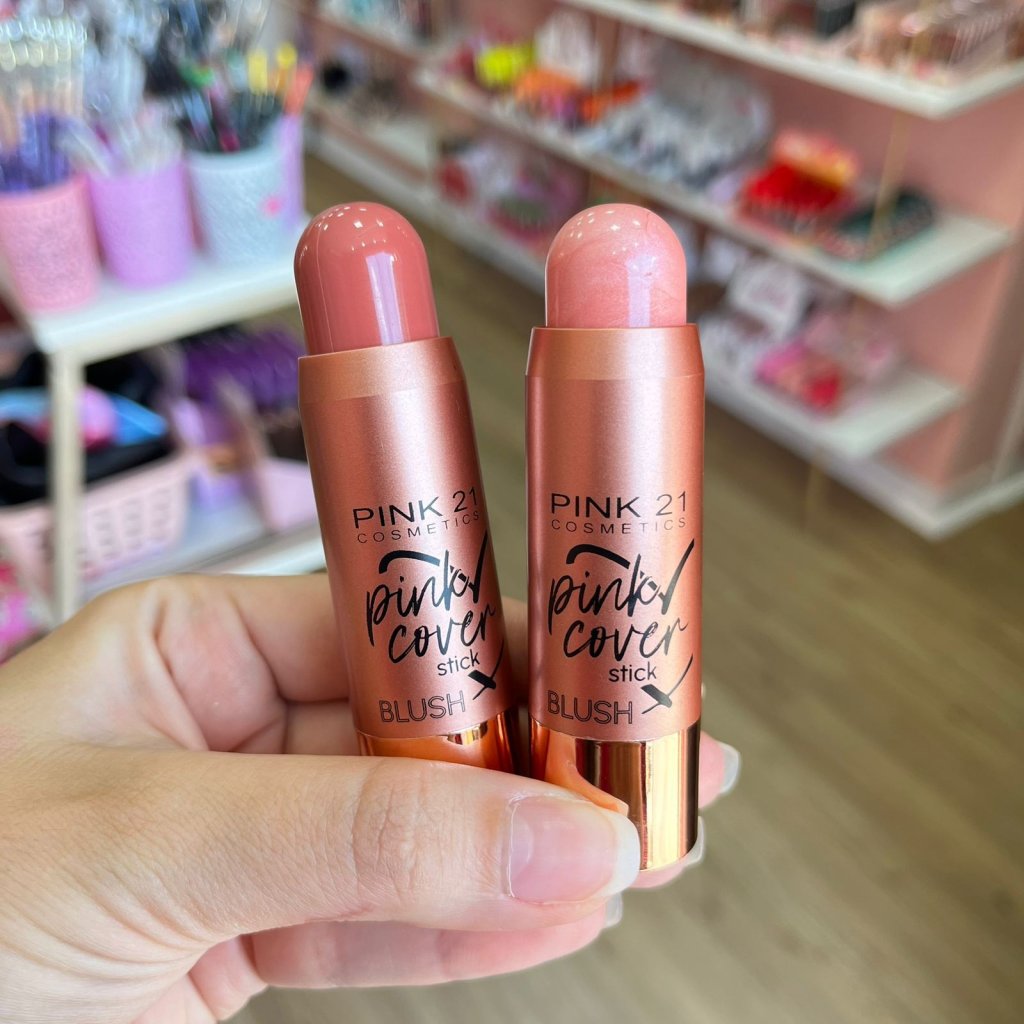 PINK 21
COSMETICS
pink
cover
stick
BLUSH
PINK 21
COSMETICS
pink
cover
stick
BLUSH